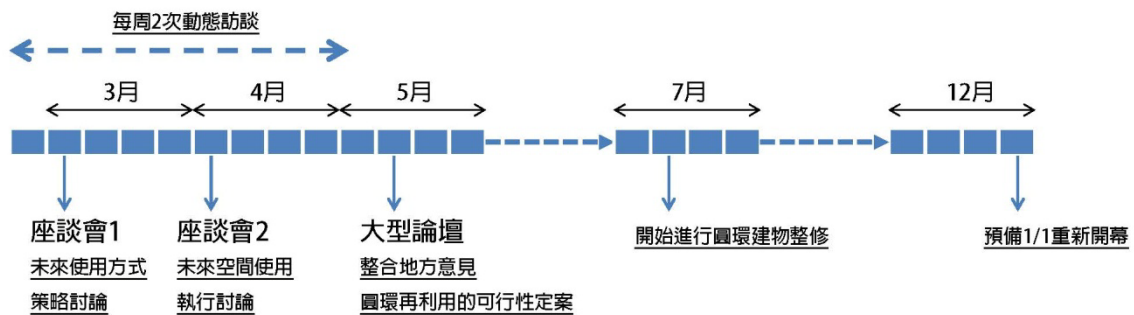 每周2次動態訪談
3月
4月
5月
7月
12月
座談會1
未來使用方式
策略討論
座談會2
未來空間使用
執行討論
大型論壇
整合地方意見
圓環再利用的可行性定案
開始進行圓環建物整修
預備1/1重新開幕